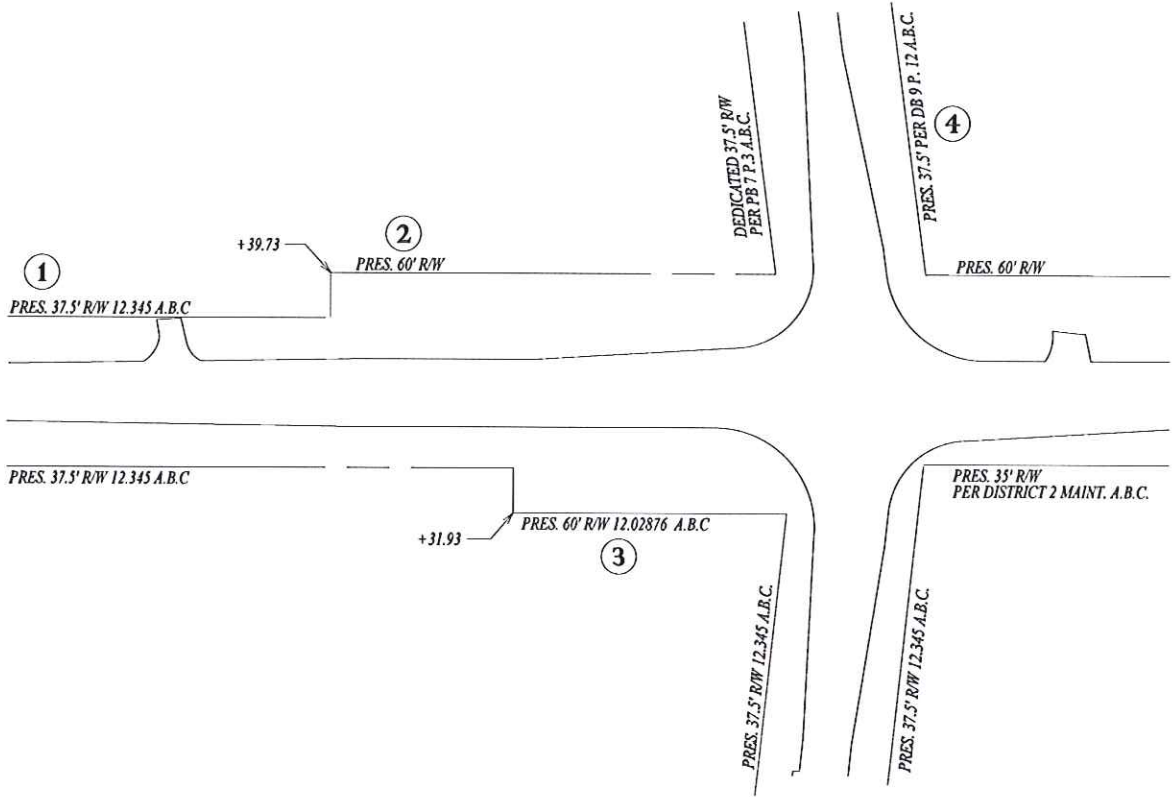 PRES. 37.5' PER DB 9 P. 12 A.B.C.
4
DEDICATED 37.5' R/W
PER PB 7 P.3 A.B.C.
2
+39.73
PRES. 60' R/W
PRES. 60' R/W
1
PRES. 37.5' R/W 12.345 A.B.C
PRES. 37.5' R/W 12.345 A.B.C
PRES. 35' R/W
PER DISTRICT 2 MAINT. A.B.C.
PRES. 60' R/W 12.02876 A.B.C
+31.93
3
PRES. 37.5' R/W 12.345 A.B.C.
PRES. 37.5' R/W 12.345 A.B.C.